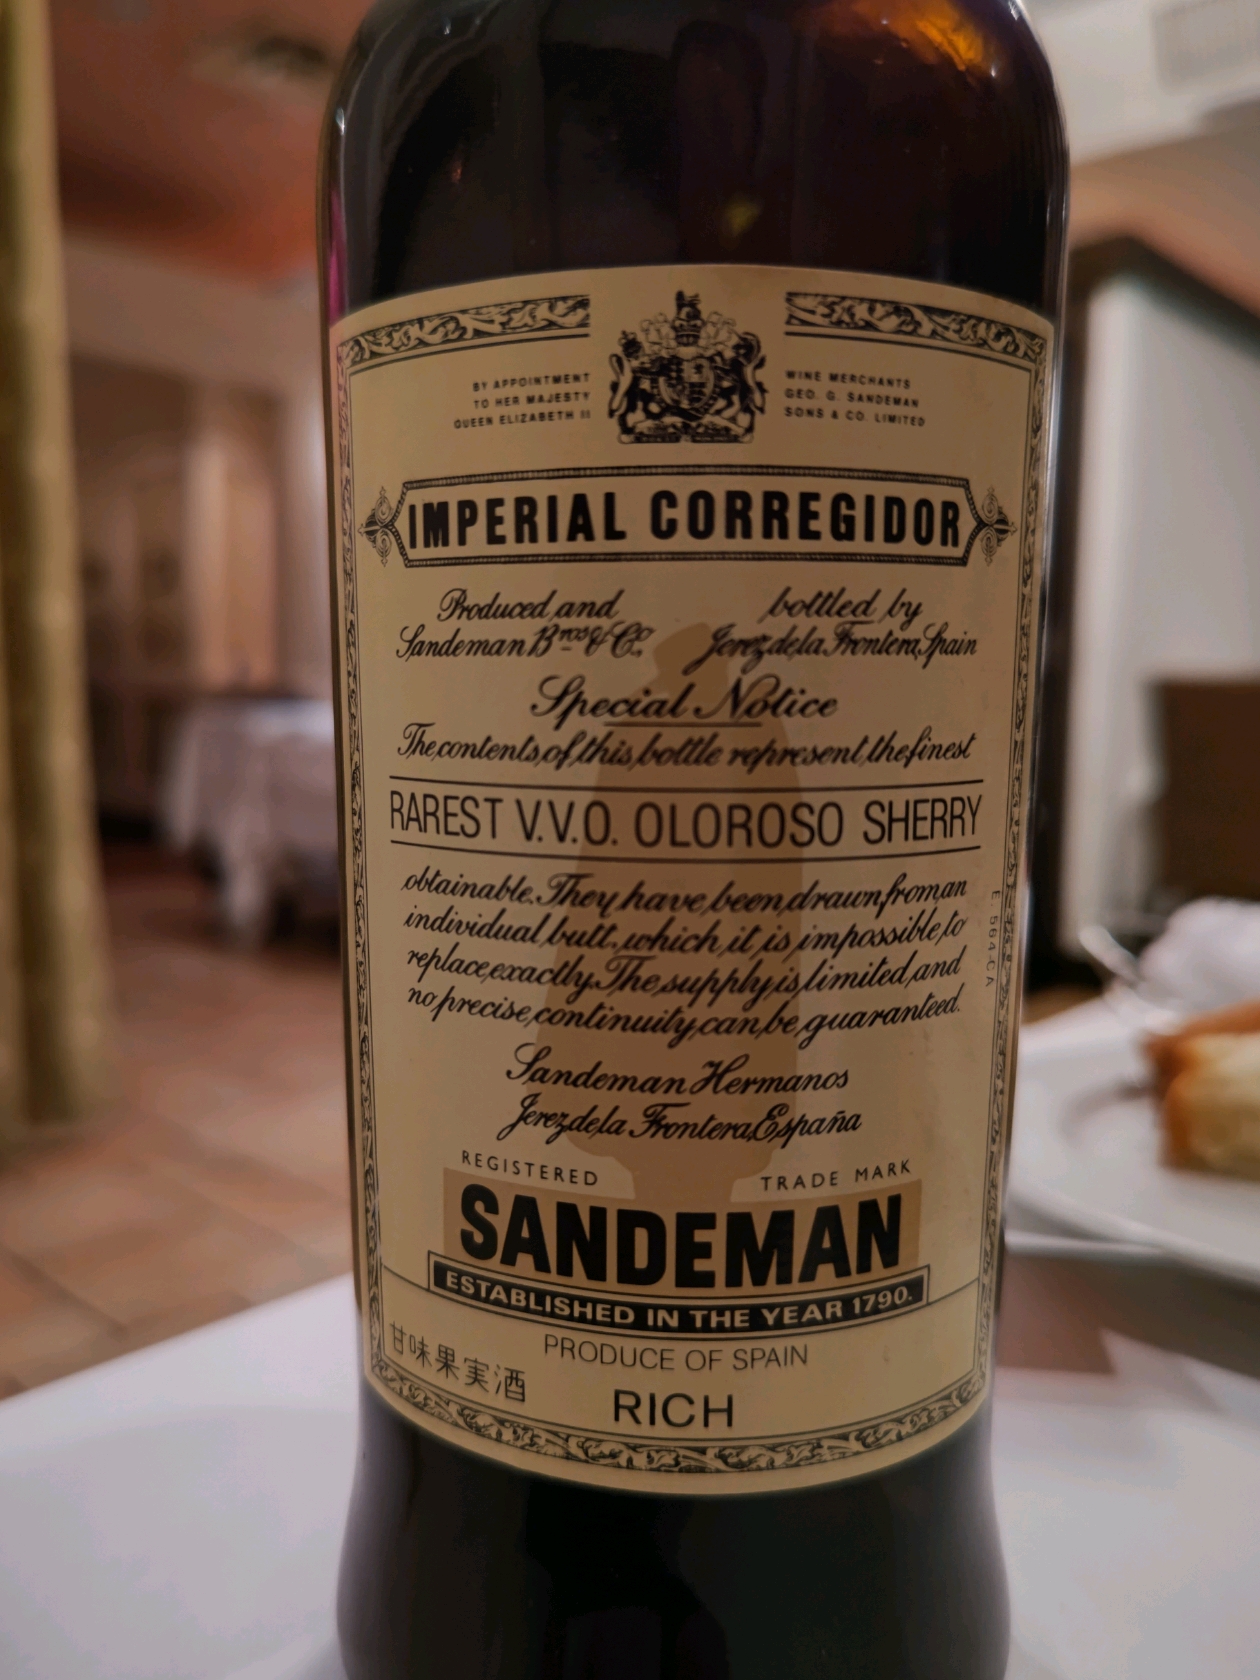 BY APPOINTMENT
TO HER MAJESTY
QUEEN ELIZABETH II
WINE MERCHANTS
GEO. G. SANDEMAN
SONS & CO. LIMITED
IMPERIAL CORREGIDOR
Produced and bottled by
Sandeman Bros & Co., Jerez de la Frontera, Spain
Special Notice
The contents of this bottle represent the finest
RAREST V.V.O. OLOROSO SHERRY
obtainable. They have been drawn from an
individual butt, which it is impossible to
replace exactly. The supply is limited and
no precise continuity can be guaranteed.
Sandeman Hermanos
Jerez de la Frontera, España
REGISTERED TRADE MARK
SANDEMAN
ESTABLISHED IN THE YEAR 1790.
PRODUCE OF SPAIN
甘味果実酒
RICH
E. 564-CA